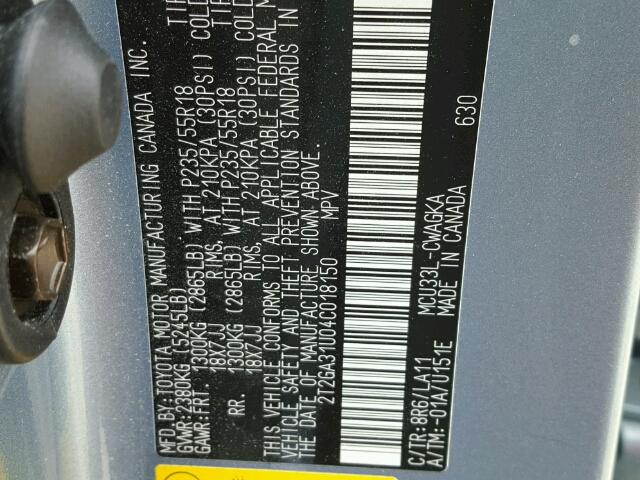 MFD.BY:TOYOTA MOTOR MANUFACTURING CANADA INC.
GVWR:2380KG (5245LB)
GAWR:FRT. 1300KG (2865LB) WITH P235/55R18 TIR
18X7JJ RIMS, AT 210KPA (30PSI) COLD
RR. 1300KG (2865LB) WITH P235/55R18 TIR
18X7JJ RIMS, AT 210KPA (30PSI) COLD
THIS VEHICLE CONFORMS TO ALL APPLICABLE FEDERAL M
VEHICLE SAFETY AND THEFT PREVENTION STANDARDS IN
THE DATE OF MANUFACTURE SHOWN ABOVE.
2T2GA31U04C018150 MPV
630
C/TR:8R6/LA11 MCU33L-CWAGKA
A/TM:-01A/U151E MADE IN CANADA